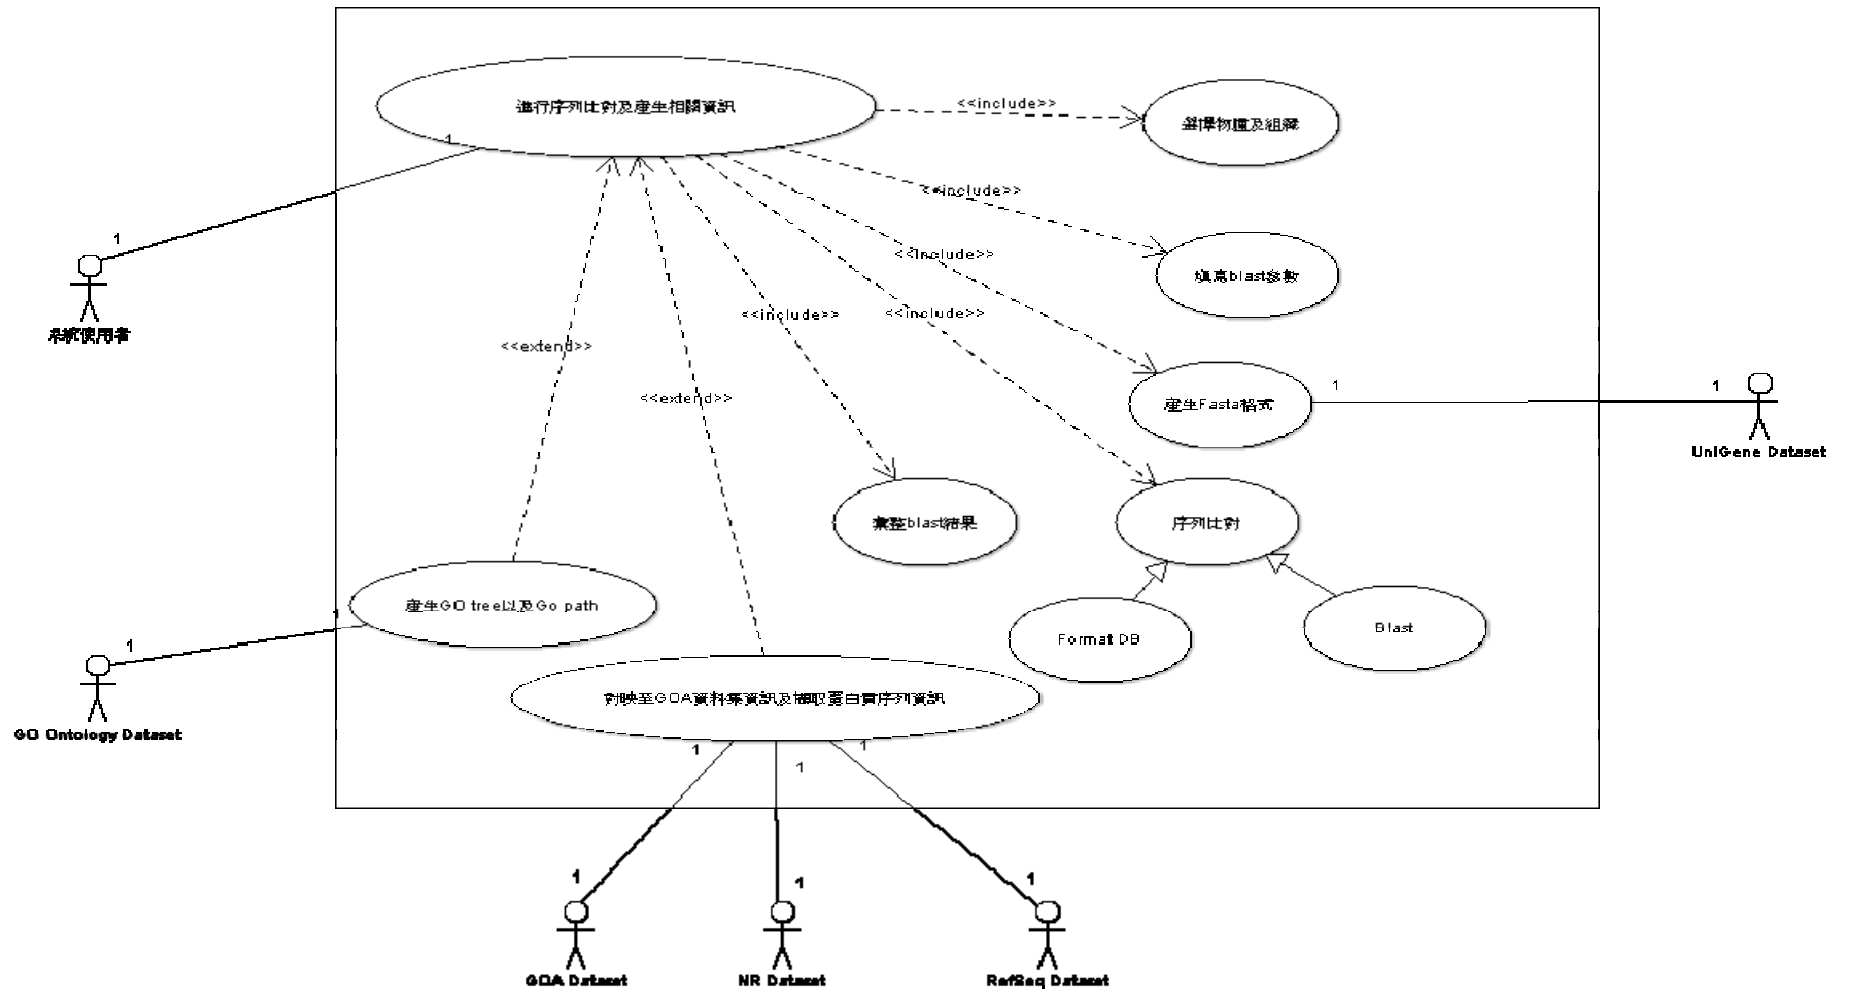 進行序列比對及產生相關資訊
<<include>>
選擇物種及組織
1
<<include>>
1
<<include>>
填寫blast參數
<<include>>
<<include>>
系統使用者
<<extend>>
1
1
<<extend>>
產生Fasta格式
UniGene Dataset
彙整blast結果
序列比對
產生GO tree以及Go path
1
1
Format DB
Blast
GO Ontology Dataset
對映至GOA資料集資訊及擷取蛋白質序列資訊
1
1
1
1
1
1
GOA Dataset
NR Dataset
RefSeq Dataset